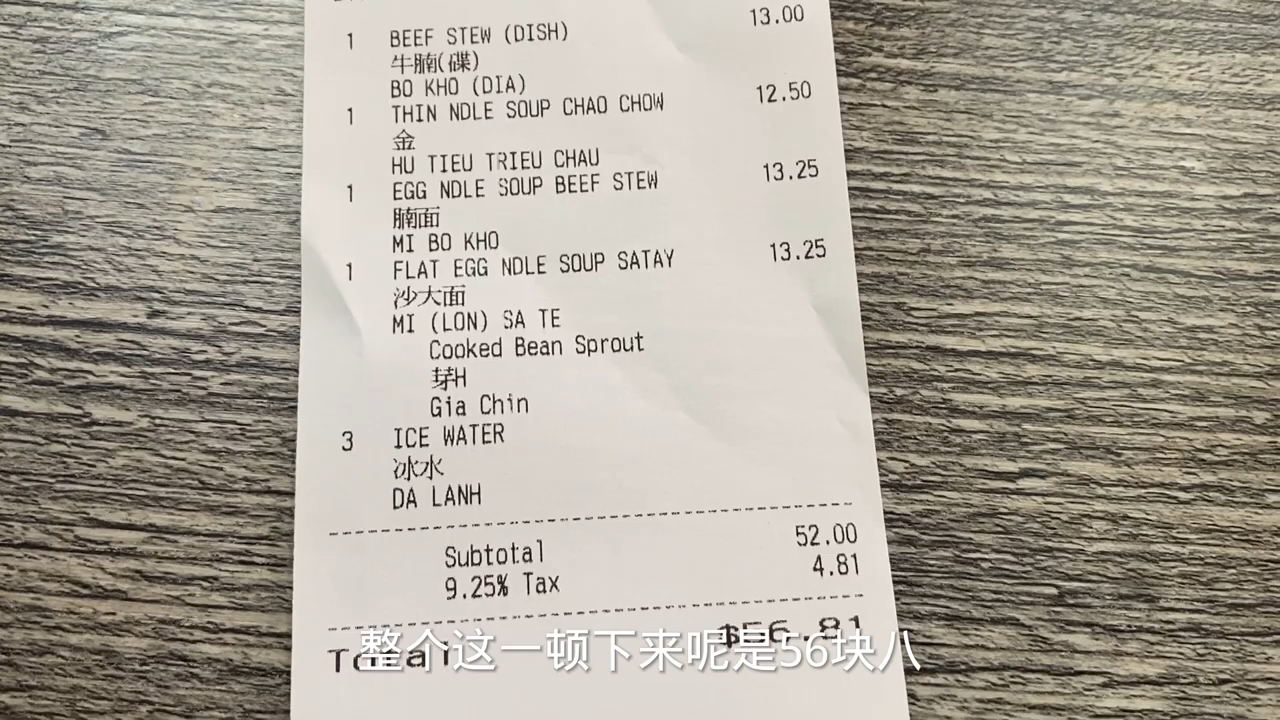 13.00
1 BEEF STEW (DISH)
牛腩(碟)
BO KHO (DIA)
1 THIN NDLE SOUP CHAO CHOW 12.50
金
HU TIEU TRIEU CHAU
1 EGG NDLE SOUP BEEF STEW 13.25
腩面
MI BO KHO
1 FLAT EGG NDLE SOUP SATAY 13.25
沙大面
MI (LON) SA TE
Cooked Bean Sprout
芽H
Gia Chin
3 ICE WATER
冰水
DA LANH
Subtotal 52.00
9.25% Tax 4.81
Total $56.81
整个这一顿下来呢是56块八